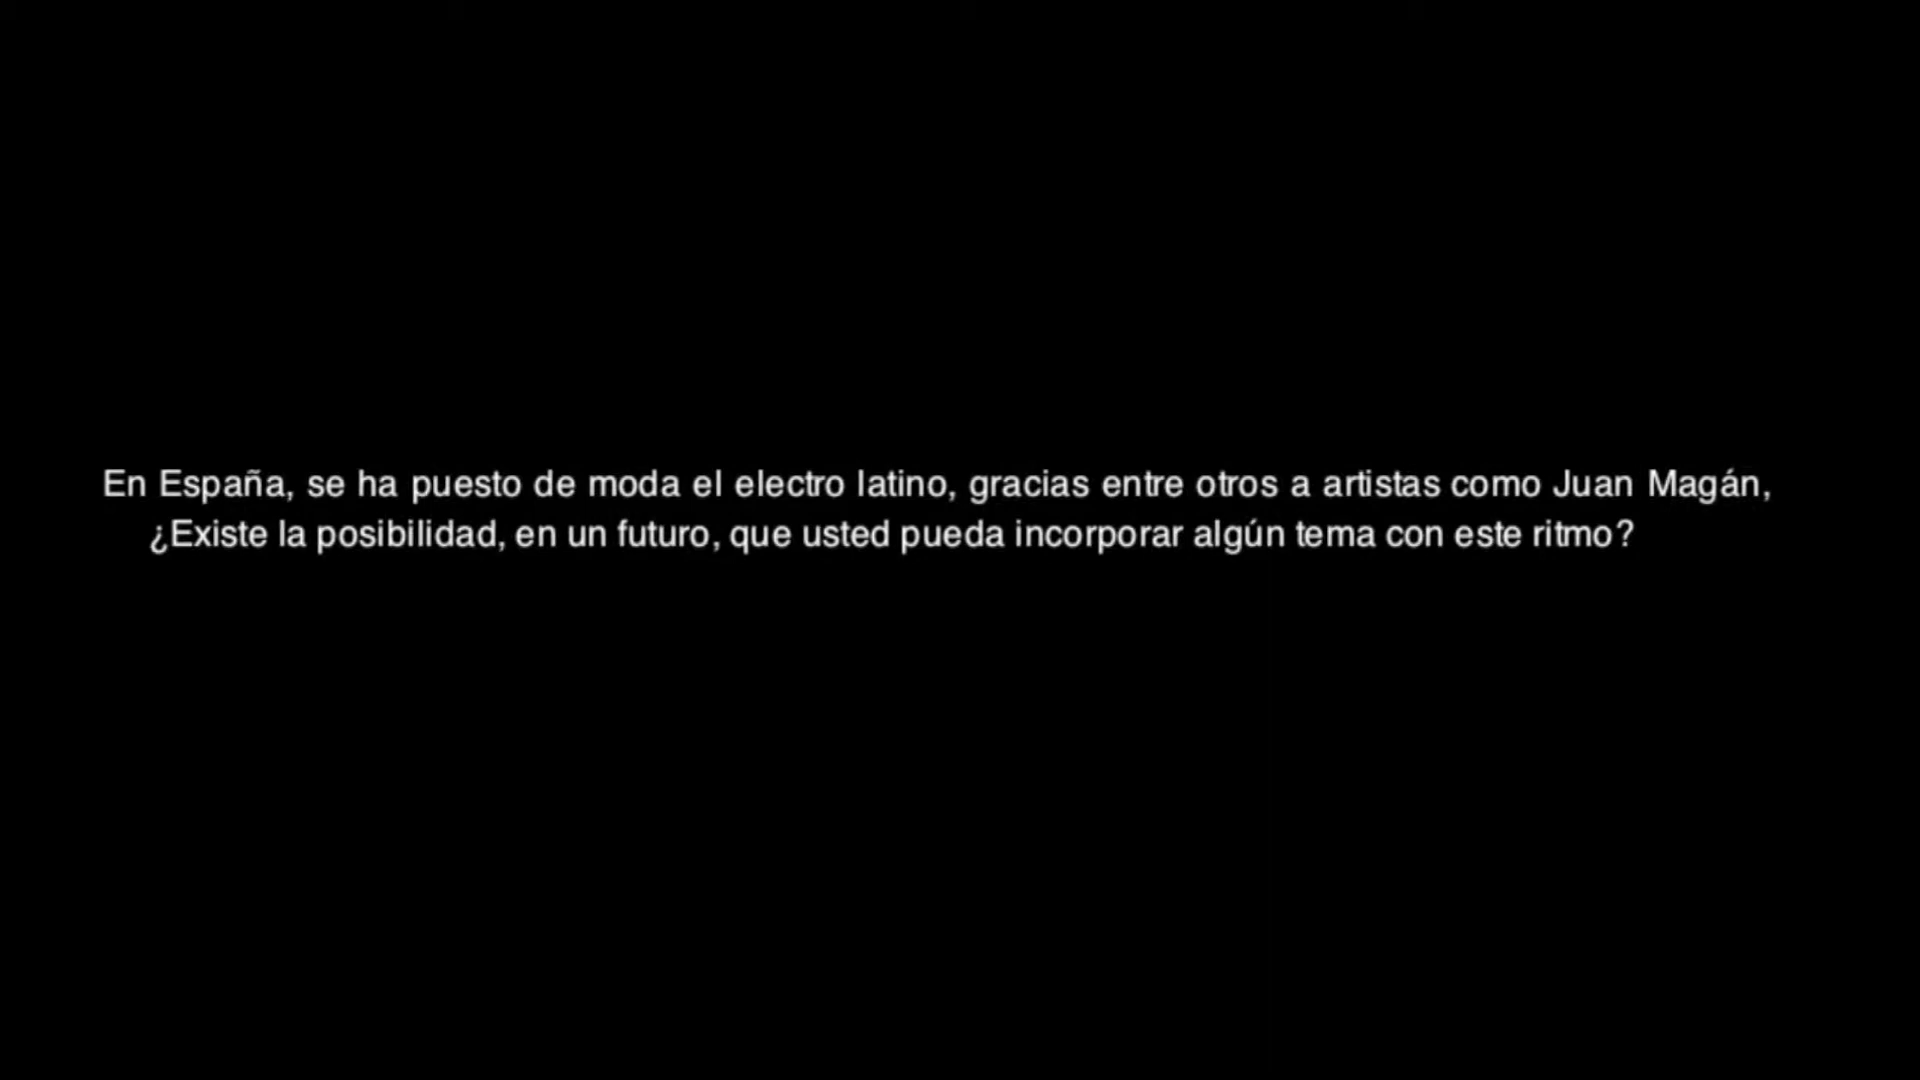 En España, se ha puesto de moda el electro latino, gracias entre otros a artistas como Juan Magán,
¿Existe la posibilidad, en un futuro, que usted pueda incorporar algún tema con este ritmo?